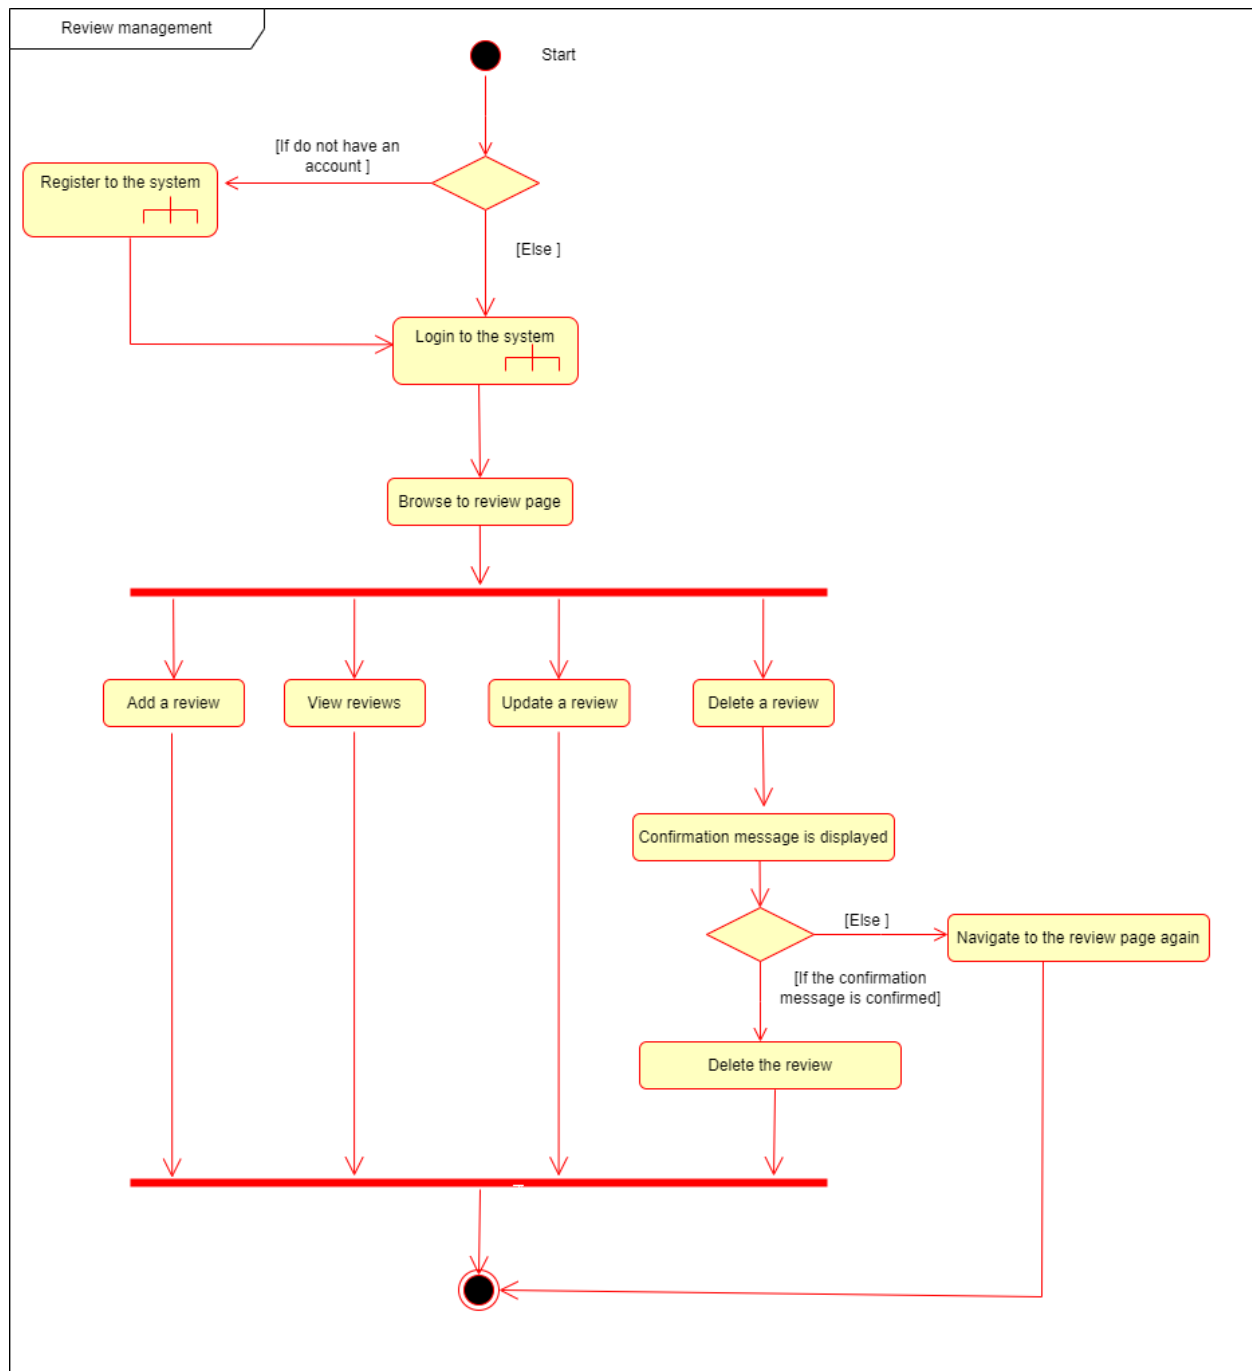 Review management
Start
[If do not have an
account ]
Register to the system
[Else ]
Login to the system
Browse to review page
Add a review
View reviews
Update a review
Delete a review
Confirmation message is displayed
[Else ]
Navigate to the review page again
[If the confirmation
message is confirmed]
Delete the review